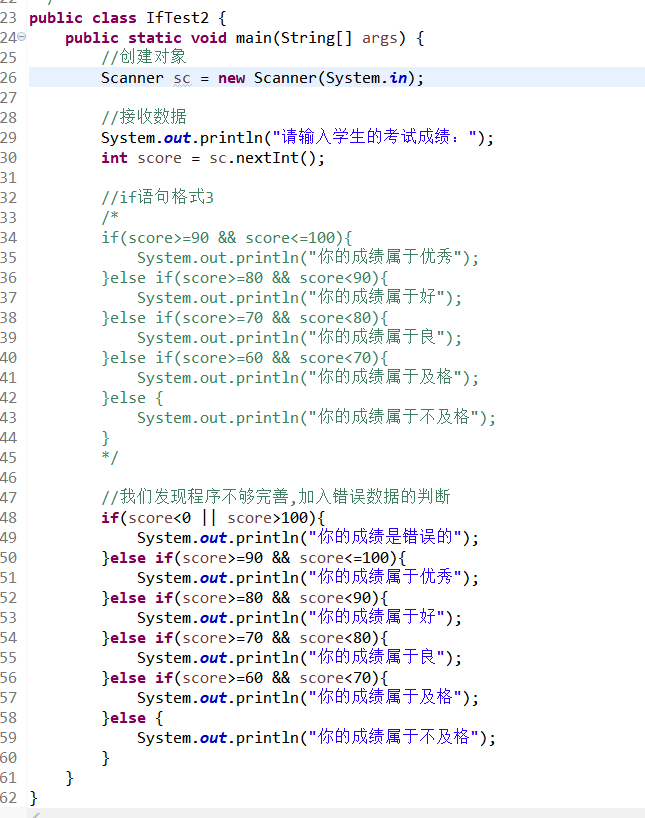 23 public class IfTest2 {
24 public static void main(String[] args) {
25 //创建对象
26 Scanner sc = new Scanner(System.in);
27
28 //接收数据
29 System.out.println("请输入学生的考试成绩：");
30 int score = sc.nextInt();
31
32 //if语句格式3
33 /*
34 if(score>=90 && score<=100){
35 System.out.println("你的成绩属于优秀");
36 }else if(score>=80 && score<90){
37 System.out.println("你的成绩属于好");
38 }else if(score>=70 && score<80){
39 System.out.println("你的成绩属于良");
40 }else if(score>=60 && score<70){
41 System.out.println("你的成绩属于及格");
42 }else {
43 System.out.println("你的成绩属于不及格");
44 }
45 */
46
47 //我们发现程序不够完善,加入错误数据的判断
48 if(score<0 || score>100){
49 System.out.println("你的成绩是错误的");
50 }else if(score>=90 && score<=100){
51 System.out.println("你的成绩属于优秀");
52 }else if(score>=80 && score<90){
53 System.out.println("你的成绩属于好");
54 }else if(score>=70 && score<80){
55 System.out.println("你的成绩属于良");
56 }else if(score>=60 && score<70){
57 System.out.println("你的成绩属于及格");
58 }else {
59 System.out.println("你的成绩属于不及格");
60 }
61 }
62 }